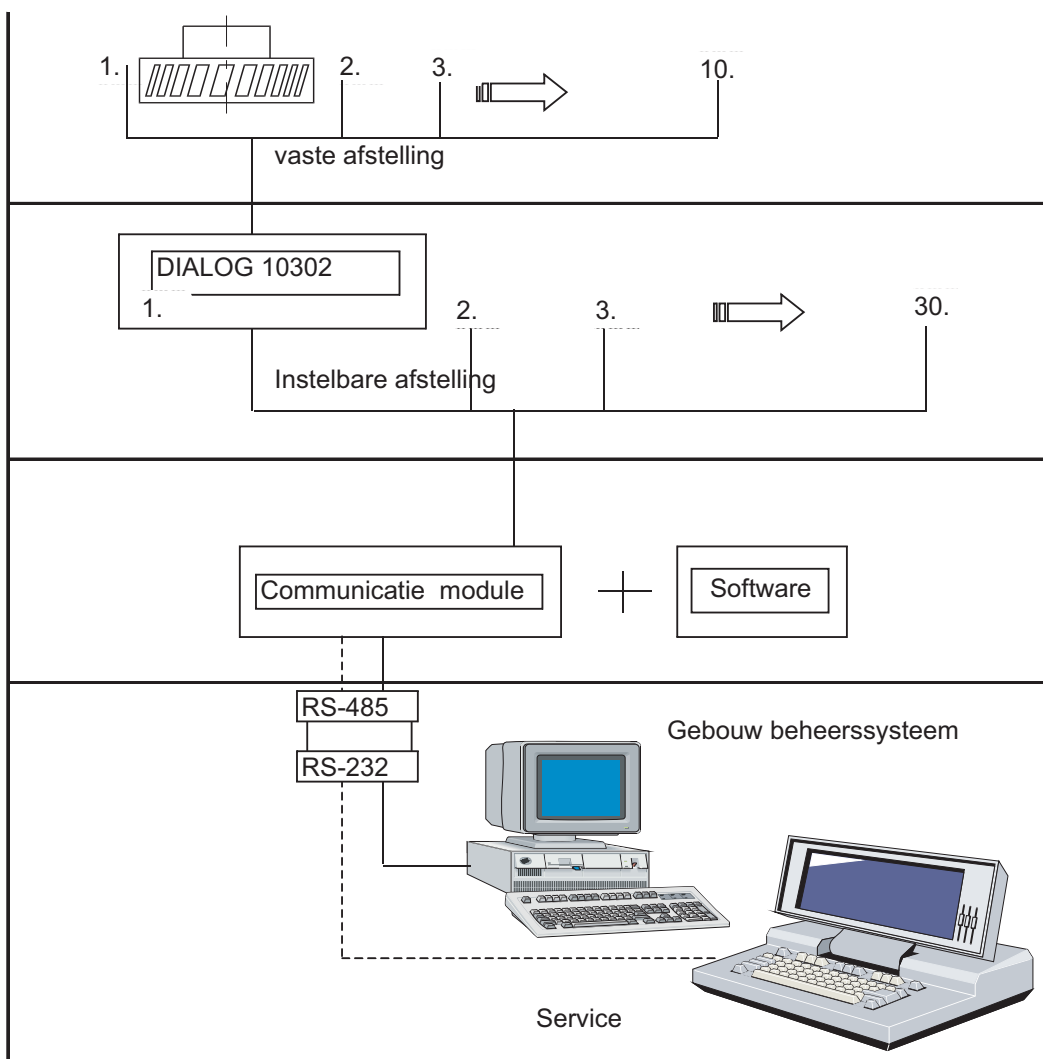 1.
2.
3.
10.
vaste afstelling
DIALOG 10302
1.
2.
3.
30.
Instelbare afstelling
Communicatie module
Software
RS-485
RS-232
Gebouw beheerssysteem
Service